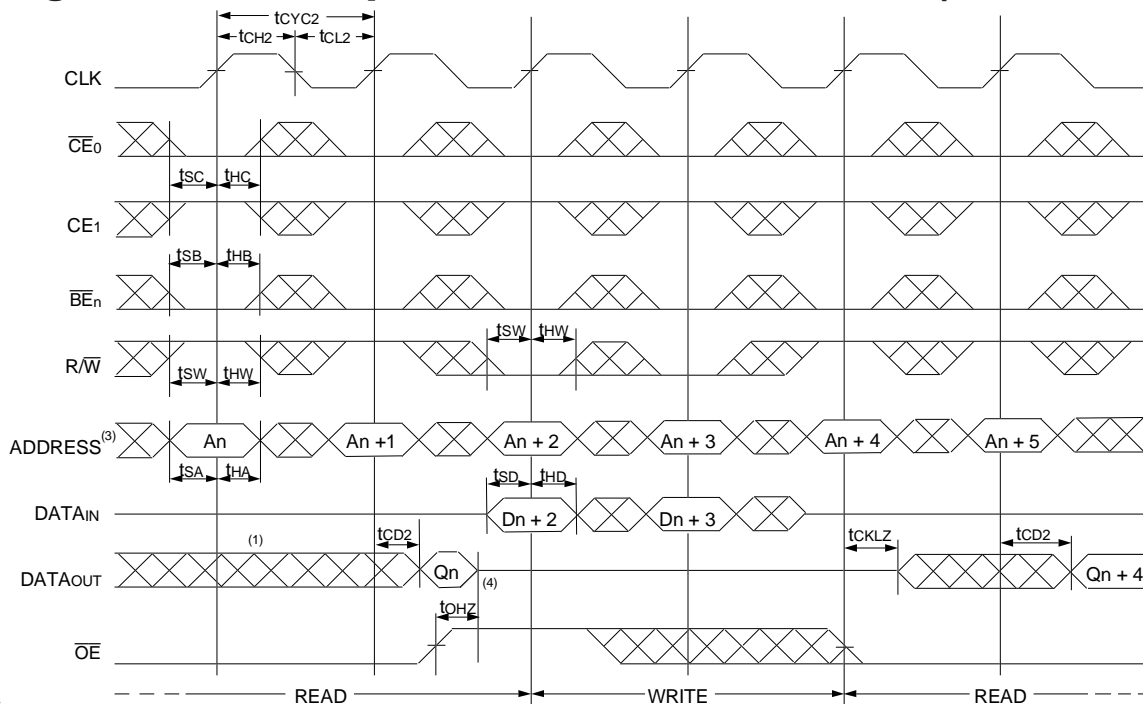 tCYC2
tCH2 tCL2
CLK
CE0
tSC tHC
CE1
tSB tHB
BEn
tSW tHW
R/W
tSW tHW
ADDRESS(3) An An +1 An + 2 An + 3 An + 4 An + 5
tSA tHA tSD tHD
DATAIN Dn + 2 Dn + 3
(1) tCD2 tCKLZ tCD2
DATAOUT Qn (4) Qn + 4
tOHZ
OE
READ WRITE READ